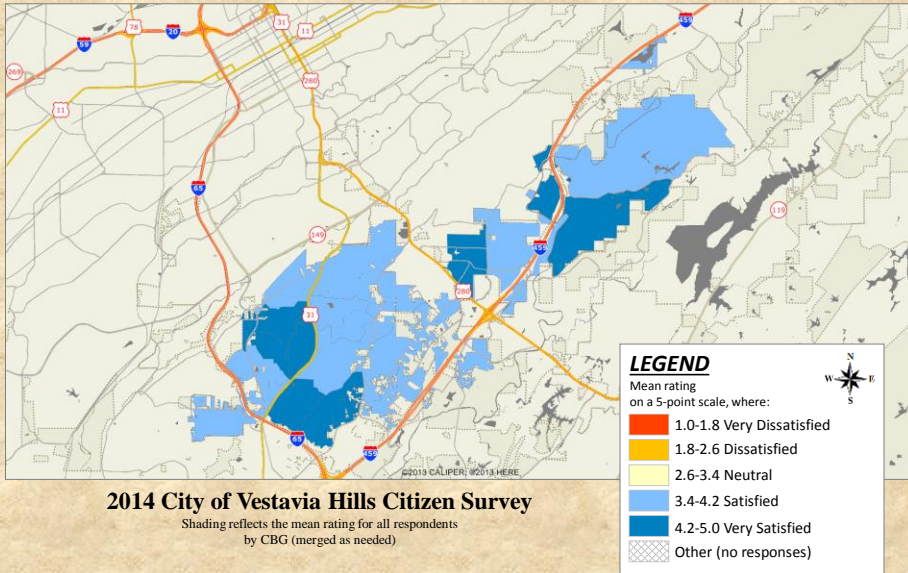 31
459
78
11
59
20
269
280
11
65
119
149
459
280
31
65
459
©2013 CALIPER; ©2013 HERE
LEGEND
N
W E
S
Mean rating
on a 5-point scale, where:
1.0-1.8 Very Dissatisfied
1.8-2.6 Dissatisfied
2.6-3.4 Neutral
3.4-4.2 Satisfied
4.2-5.0 Very Satisfied
Other (no responses)
2014 City of Vestavia Hills Citizen Survey
Shading reflects the mean rating for all respondents
by CBG (merged as needed)